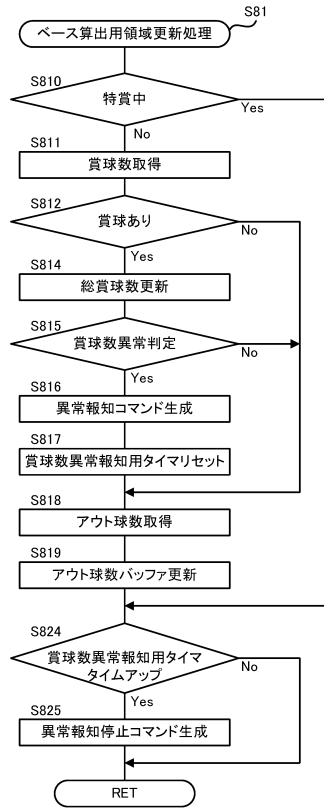 ベース算出用領域更新処理
S81
S810
特賞中
Yes
No
S811
賞球数取得
S812
賞球あり
No
Yes
S814
総賞球数更新
S815
賞球数異常判定
No
Yes
S816
異常報知コマンド生成
S817
賞球数異常報知用タイマリセット
S818
アウト球数取得
S819
アウト球数バッファ更新
S824
賞球数異常報知用タイマ
タイムアップ
No
Yes
S825
異常報知停止コマンド生成
RET